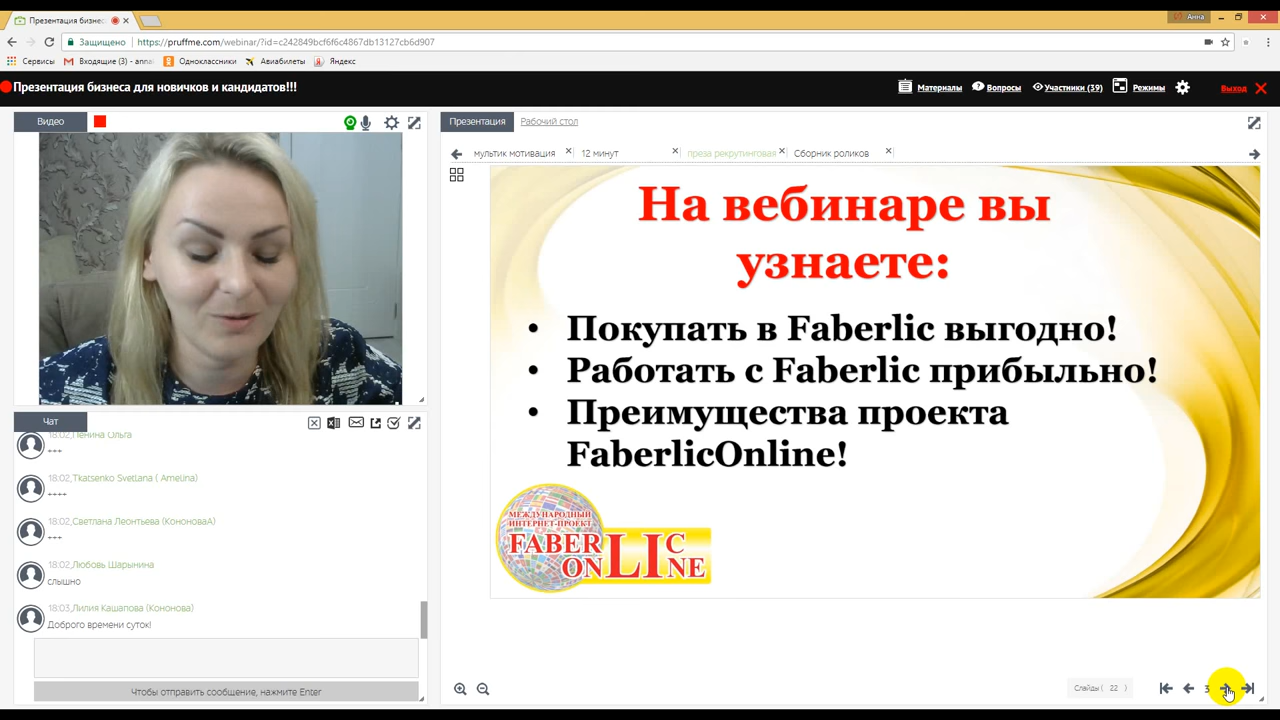 Презентация бизнес
Анна
Защищено
https://pruffme.com/webinar/?id=c242849bcf6f6c4867db13127cb6d907
Сервисы
Входящие (3) - annа
Одноклассники
Авиабилеты
Яндекс
Презентация бизнеса для новичков и кандидатов!!!
Материалы
Вопросы
Участники (39)
Режимы
Выход
Видео
Презентация
Рабочий стол
мультик мотивация
12 минут
преза рекрутинговая
Сборник роликов
На вебинаре вы
узнаете:
• Покупать в Faberlic выгодно!
• Работать с Faberlic прибыльно!
• Преимущества проекта
FaberlicOnline!
МЕЖДУНАРОДНЫЙ
ИНТЕРНЕТ-ПРОЕКТ
FABERLIC
ONLINE
Чат
18:02, Пенина Ольга
+++
18:02, Tkatsenko Svetlana ( Amelina)
++++
18:02, Светлана Леонтьева (КононоваА)
+++
18:02, Любовь Шарынина
слышно
18:03, Лилия Кашапова (Кононова)
Доброго времени суток!
Чтобы отправить сообщение, нажмите Enter
Слайды ( 22 )
3